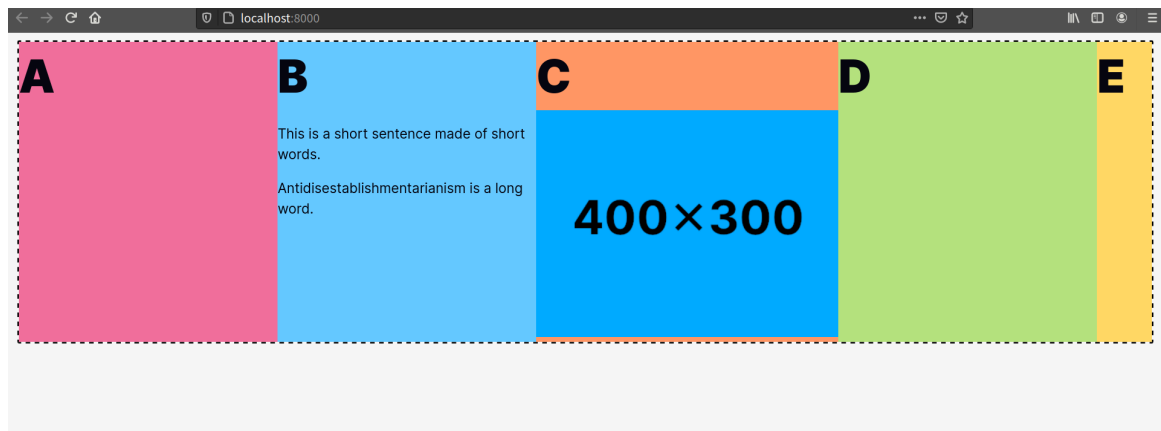 localhost:8000
A
B
C
D
E
This is a short sentence made of short
words.
Antidisestablishmentarianism is a long
word.
400×300